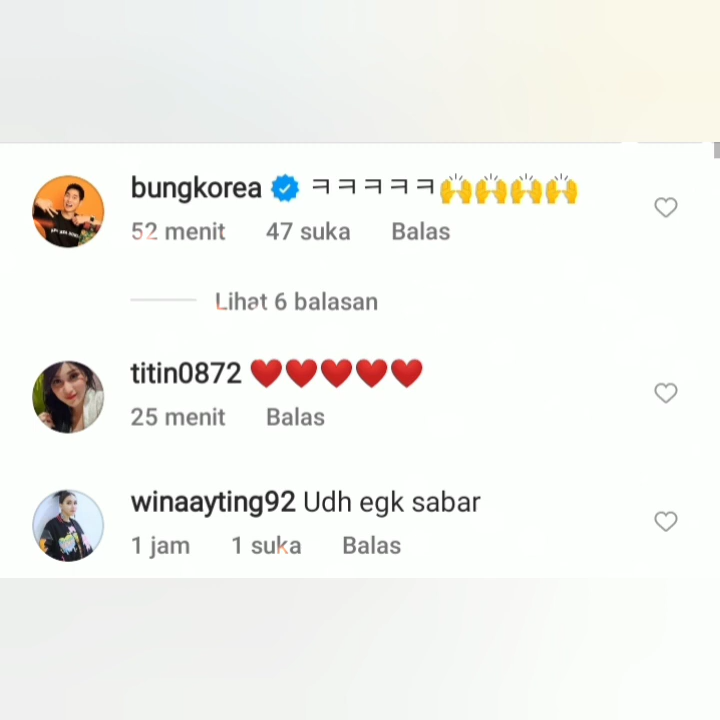 bungkorea ㅋㅋㅋㅋㅋ🙌🙌🙌🙌
52 menit 47 suka Balas
Lihat 6 balasan
titin0872 ❤️❤️❤️❤️❤️
25 menit Balas
winaayting92 Udh egk sabar
1 jam 1 suka Balas